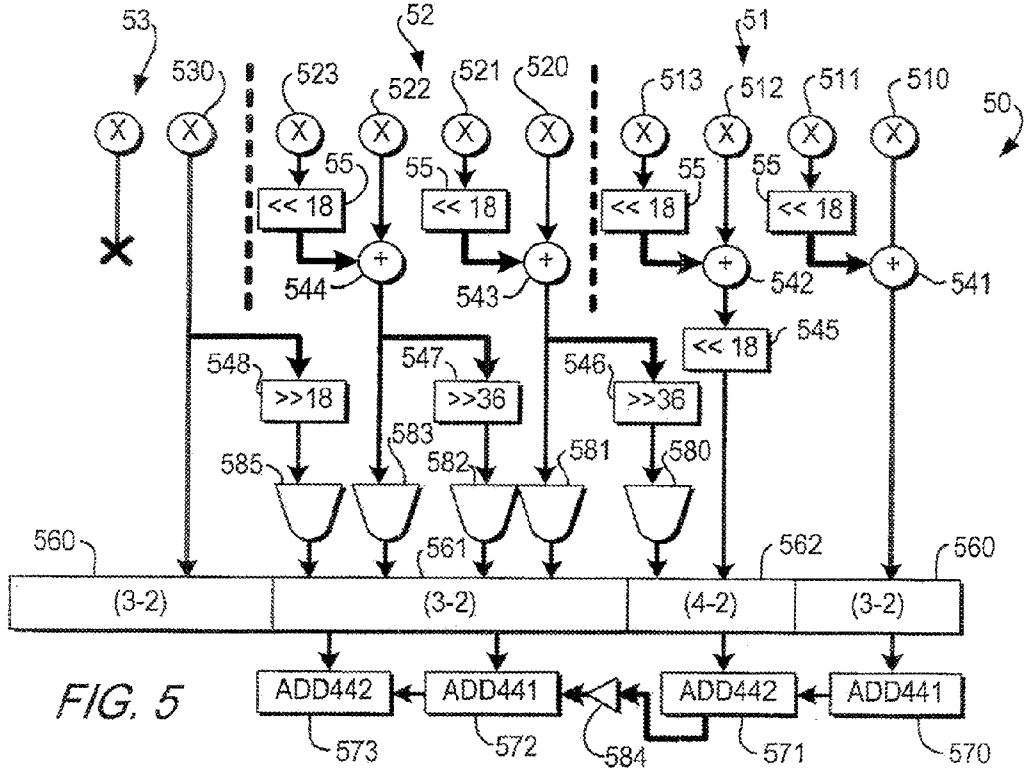 53 52 51
530 523 522 521 520 513 512 511 510 50
X X X X X X X X X X
55 55 55 55
<< 18 << 18 << 18 << 18
+ + + +
544 543 542 541
548 547 546 << 18 545
>>18 >>36 >>36
585 583 582 581 580
560 561 562 560
(3-2) (3-2) (4-2) (3-2)
FIG. 5 ADD442 ADD441 ADD442 ADD441
573 572 584 571 570